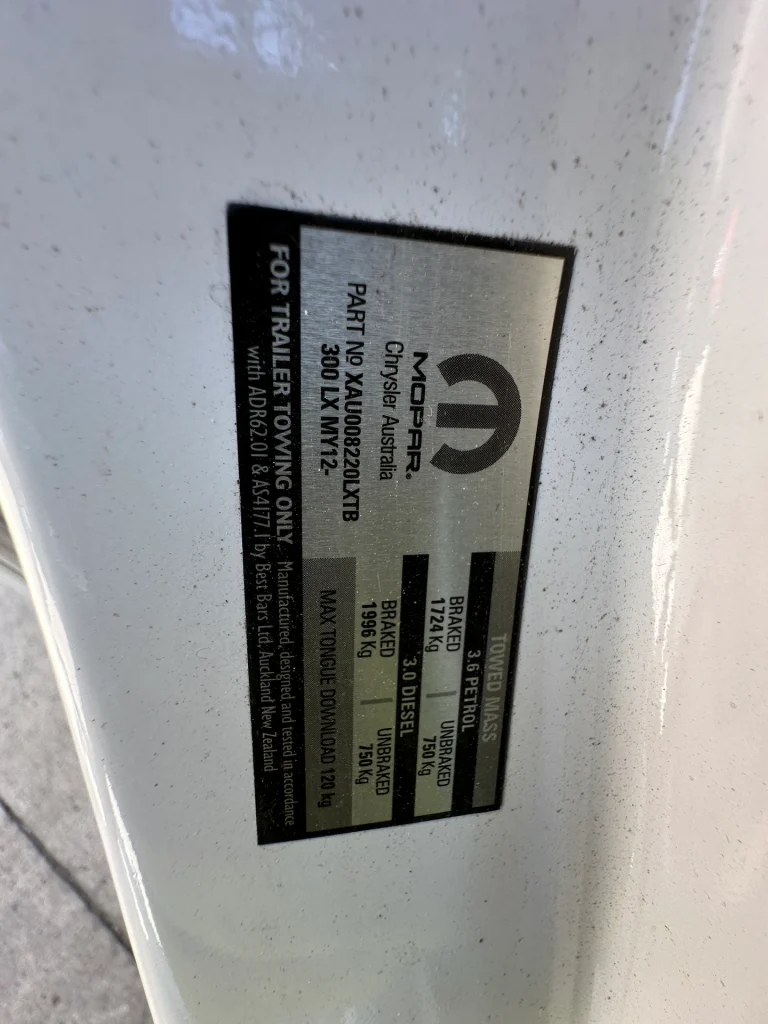 MOPAR.
Chrysler Australia
PART Nº XAU008220LXTB
300 LX MY12-
TOWED MASS
3.6 PETROL
BRAKED | UNBRAKED
1724 Kg 750 Kg
3.0 DIESEL
BRAKED | UNBRAKED
1996 Kg 750 Kg
MAX TONGUE DOWNLOAD 120 kg
FOR TRAILER TOWING ONLY Manufactured, designed and tested in accordance
with ADR62.01 & AS4177.1 by Best Bars Ltd, Auckland New Zealand